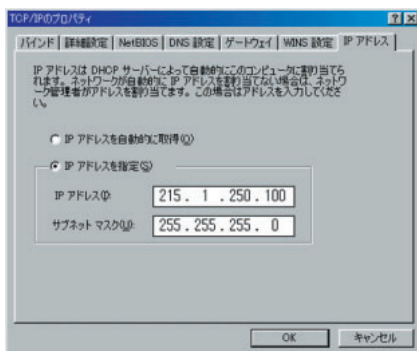 TCP/IPのプロパティ
バインド 詳細設定 NetBIOS DNS 設定 ゲートウェイ WINS 設定 IP アドレス
IP アドレスは DHCP サーバーによって自動的にこのコンピュータに割り当てら
れます。ネットワークが自動的に IP アドレスを割り当てない場合は、ネットワ
ーク管理者がアドレスを割り当てます。この場合はアドレスを入力してくださ
い。
IP アドレスを自動的に取得(O)
IP アドレスを指定(S)
IP アドレス(I): 215. 1 .250.100
サブネット マスク(U): 255.255.255. 0
OK キャンセル